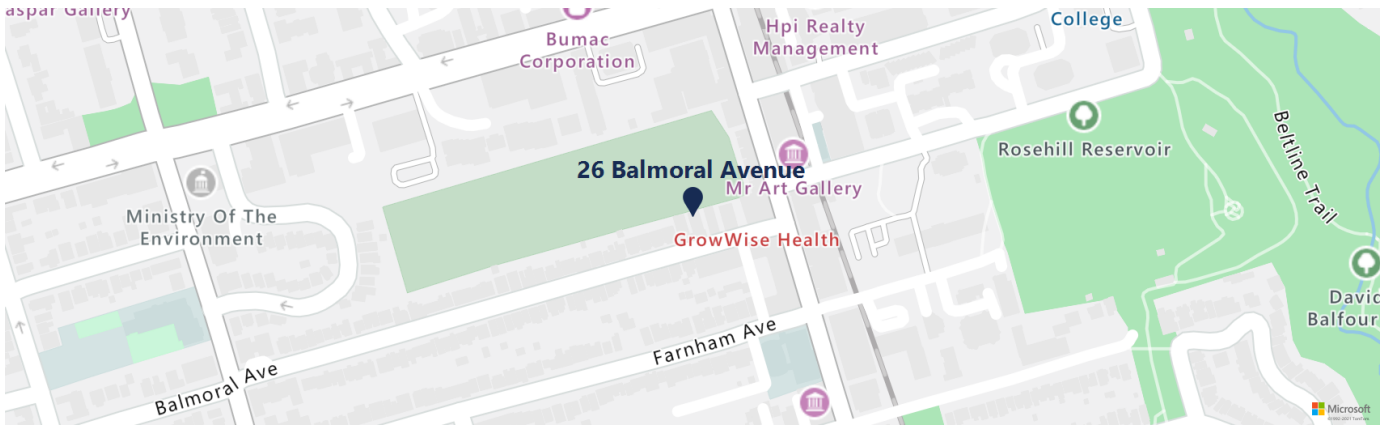 aspar Gallery
College
Hpi Realty
Management
Bumac
Corporation
Beltline Trail
Rosehill Reservoir
26 Balmoral Avenue
Mr Art Gallery
Ministry Of The
Environment
GrowWise Health
David
Balfour
Farnham Ave
Balmoral Ave
Microsoft